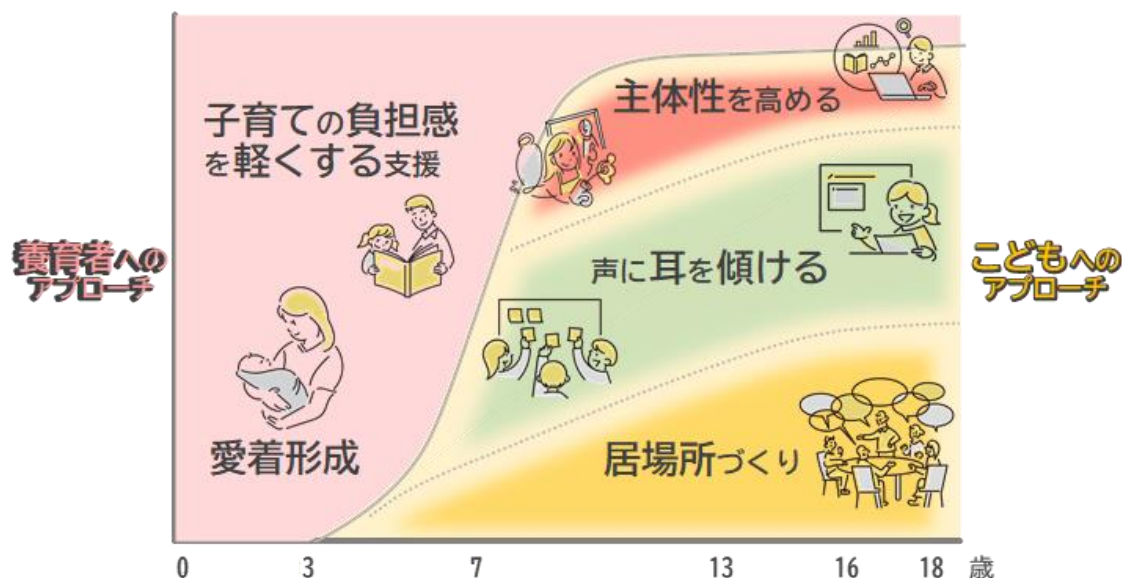 養育者への
アプローチ
子育ての負担感
を軽くする支援
愛着形成
主体性を高める
声に耳を傾ける
居場所づくり
こどもへの
アプローチ
0 3 7 13 16 18 歳